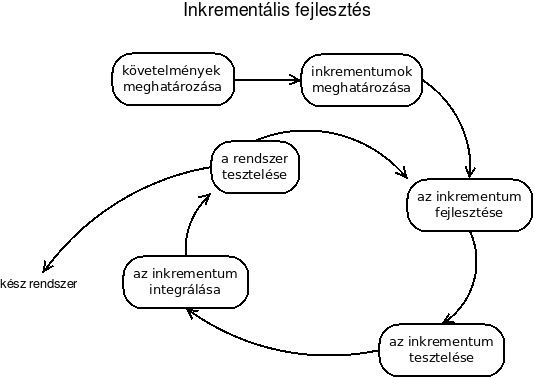 Inkrementális fejlesztés
követelmények
meghatározása
inkrementumok
meghatározása
a rendszer
tesztelése
az inkrementum
fejlesztése
kész rendszer
az inkrementum
integrálása
az inkrementum
tesztelése